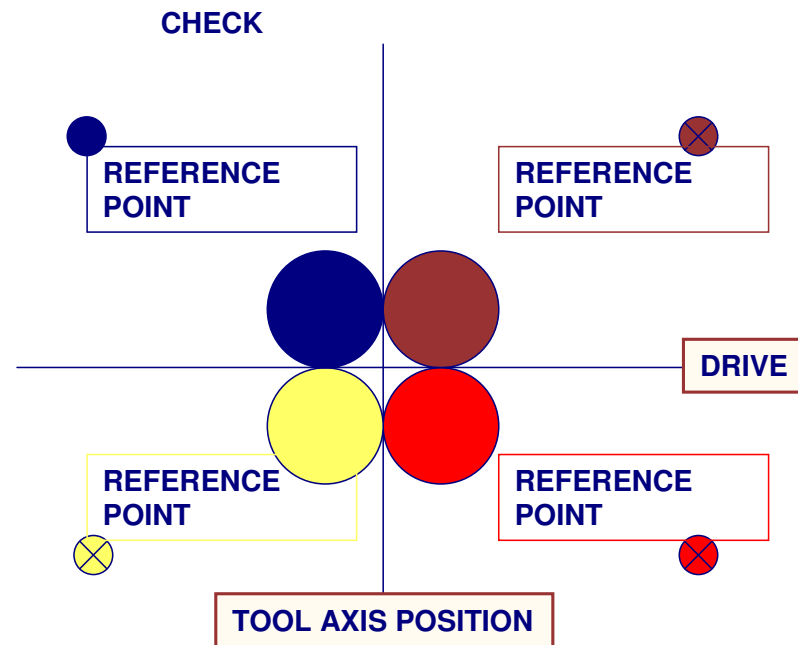 CHECK
REFERENCE
POINT
REFERENCE
POINT
DRIVE
REFERENCE
POINT
REFERENCE
POINT
TOOL AXIS POSITION